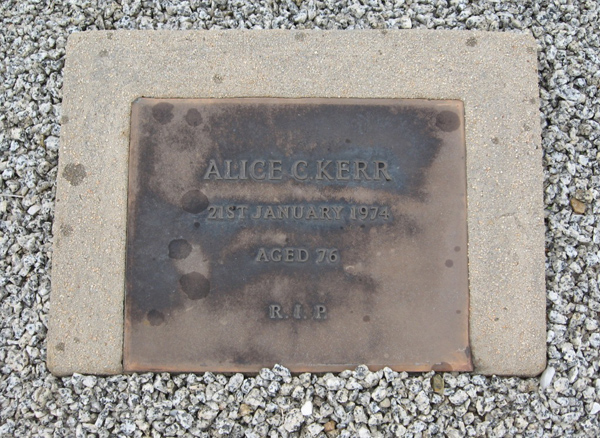 ALICE C. KERR
21ST JANUARY 1974
AGED 76
R. I. P.